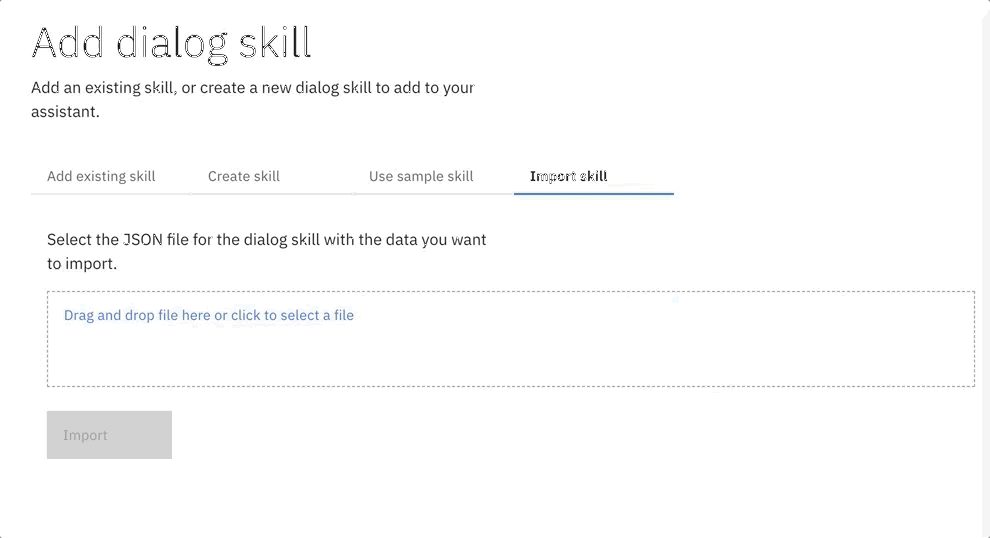 Add dialog skill
Add an existing skill, or create a new dialog skill to add to your
assistant.
Add existing skill
Create skill
Use sample skill
Import skill
Select the JSON file for the dialog skill with the data you want
to import.
Drag and drop file here or click to select a file
Import